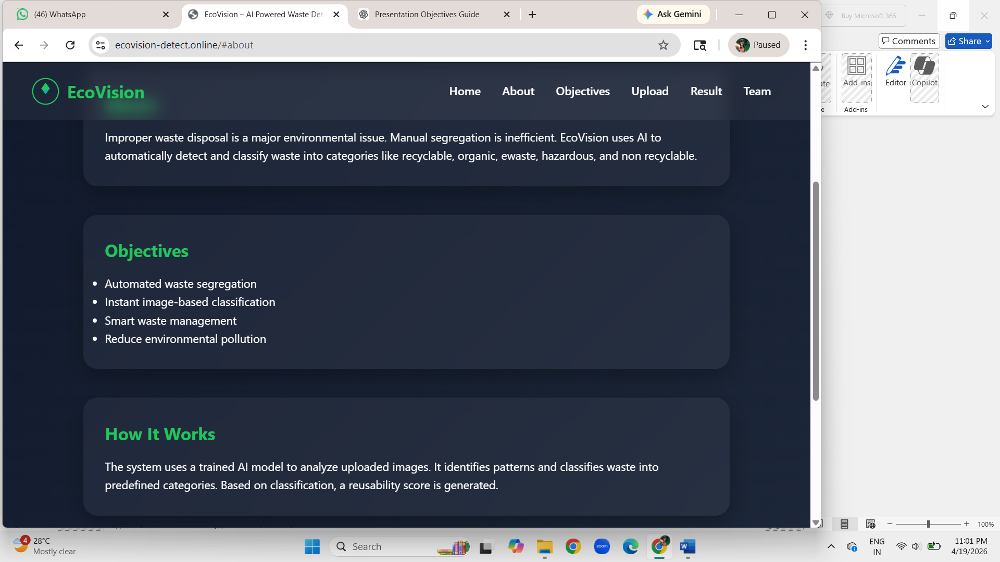 (46) WhatsApp
EcoVision – AI Powered Waste Det
Presentation Objectives Guide
Ask Gemini
Buy Microsoft 365
ecovision-detect.online/#about
Paused
Comments
Share
EcoVision
Home
About
Objectives
Upload
Result
Team
ate
Add-ins
Editor
Copilot
e
Add-ins
Improper waste disposal is a major environmental issue. Manual segregation is inefficient. EcoVision uses AI to
automatically detect and classify waste into categories like recyclable, organic, ewaste, hazardous, and non recyclable.
Objectives
• Automated waste segregation
• Instant image-based classification
• Smart waste management
• Reduce environmental pollution
How It Works
The system uses a trained AI model to analyze uploaded images. It identifies patterns and classifies waste into
predefined categories. Based on classification, a reusability score is generated.
100%
4
28°C
Mostly clear
Search
zoom
W
ENG
IN
11:01 PM
4/19/2026